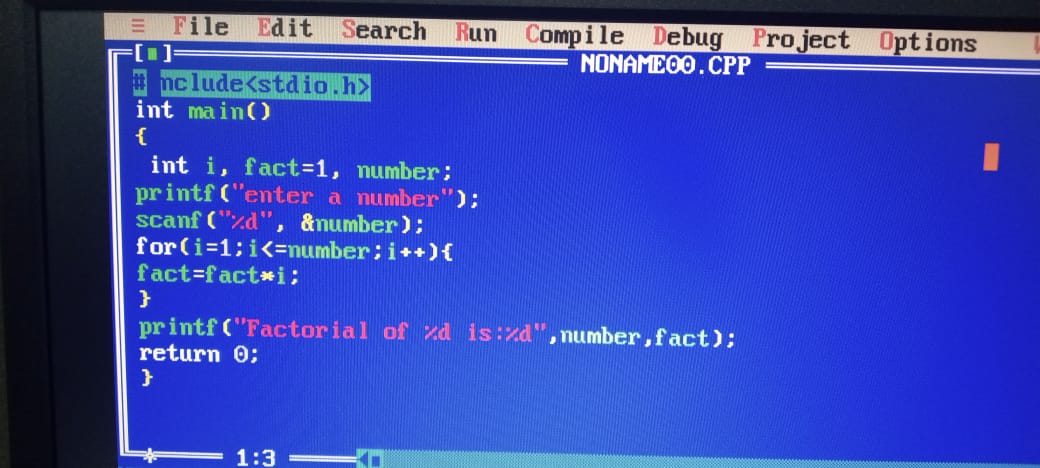 ≡ File Edit Search Run Compile Debug Project Options
[▪] NONAME00.CPP
# nclude<stdio.h>
int main()
{
int i, fact=1, number;
printf("enter a number");
scanf("%d", &number);
for(i=1;i<=number;i++){
fact=fact*i;
}
printf("Factorial of %d is:%d",number,fact);
return 0;
}
1:3